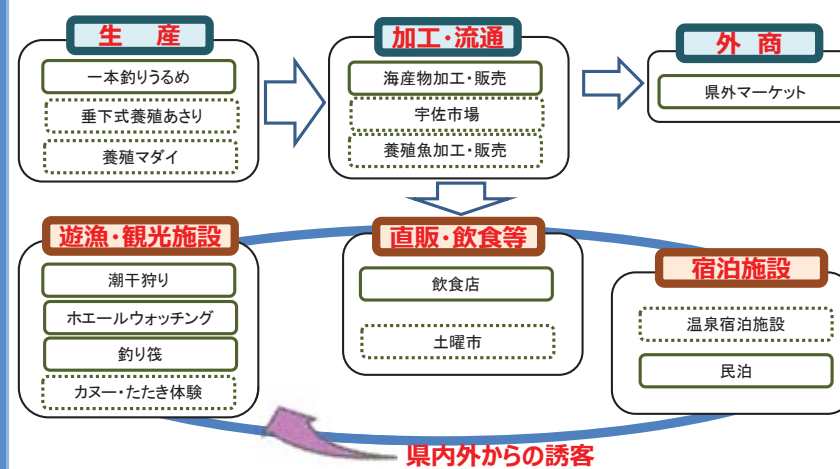 生　産
一本釣りうるめ
垂下式養殖あさり
養殖マダイ
加工・流通
海産物加工・販売
宇佐市場
養殖魚加工・販売
外 商
県外マーケット
遊漁・観光施設
潮干狩り
ホエールウォッチング
釣り筏
カヌー・たたき体験
直販・飲食等
飲食店
土曜市
宿泊施設
温泉宿泊施設
民泊
県内外からの誘客